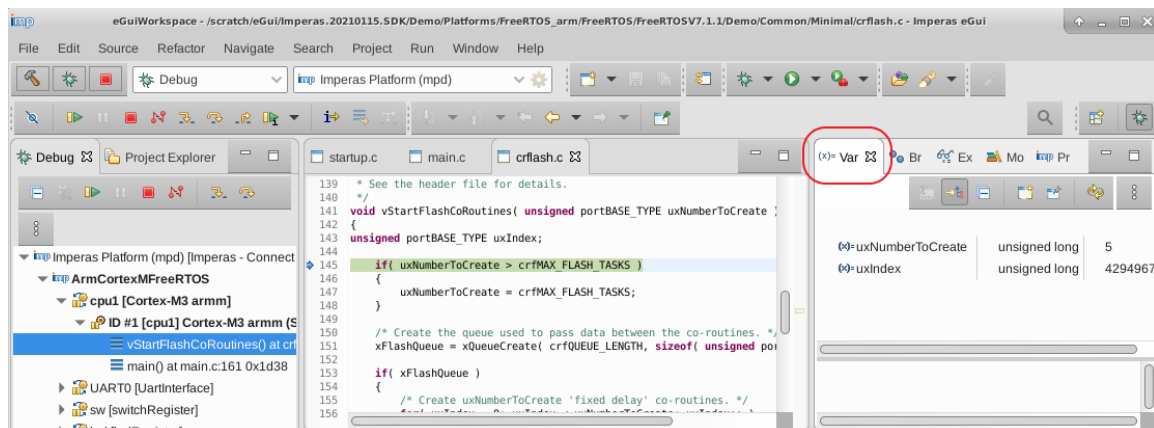 imp eGuiWorkspace - /scratch/eGui/Imperas.20210115.SDK/Demo/Platforms/FreeRTOS_arm/FreeRTOS/FreeRTOSV7.1.1/Demo/Common/Minimal/crflash.c - Imperas eGui
File Edit Source Refactor Navigate Search Project Run Window Help
Debug imp Imperas Platform (mpd)
Debug Project Explorer
startup.c main.c crflash.c
(x)= Var Br Ex Mo imp Pr
imp Imperas Platform (mpd) [Imperas - Connect
imp ArmCortexMFreeRTOS
cpu1 [Cortex-M3 armm]
ID #1 [cpu1] Cortex-M3 armm (S
vStartFlashCoRoutines() at crf
main() at main.c:161 0x1d38
UART0 [UartInterface]
sw [switchRegister]
139 * See the header file for details.
140 */
141 void vStartFlashCoRoutines( unsigned portBASE_TYPE uxNumberToCreate )
142 {
143 unsigned portBASE_TYPE uxIndex;
144
145 if( uxNumberToCreate > crfMAX_FLASH_TASKS )
146 {
147 uxNumberToCreate = crfMAX_FLASH_TASKS;
148 }
149
150 /* Create the queue used to pass data between the co-routines. */
151 xFlashQueue = xQueueCreate( crfQUEUE_LENGTH, sizeof( unsigned por
152
153 if( xFlashQueue )
154 {
155 /* Create uxNumberToCreate 'fixed delay' co-routines. */
156
(x)= uxNumberToCreate unsigned long 5
(x)= uxIndex unsigned long 4294967